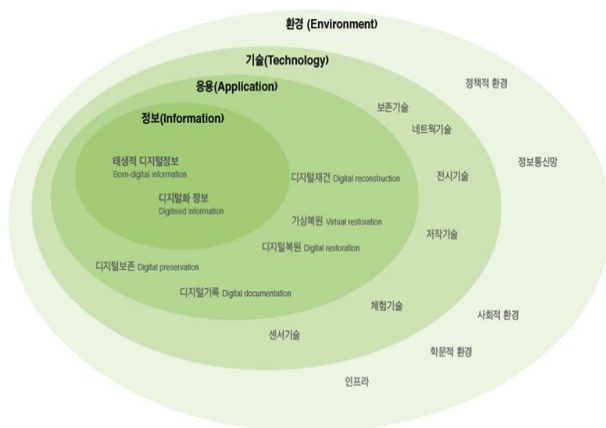 환경 (Environment)
기술(Technology)
응용(Application)
정보(Information)
정책적 환경
보존기술
네트웍기술
태생적 디지털정보
Born-digital information
정보통신망
디지털재건 Digital reconstruction
전시기술
디지털화 정보
Digitised information
가상복원 Virtual restoration
저작기술
디지털복원 Digital restoration
디지털보존 Digital preservation
디지털기록 Digital documentation
체험기술
사회적 환경
센서기술
학문적 환경
인프라